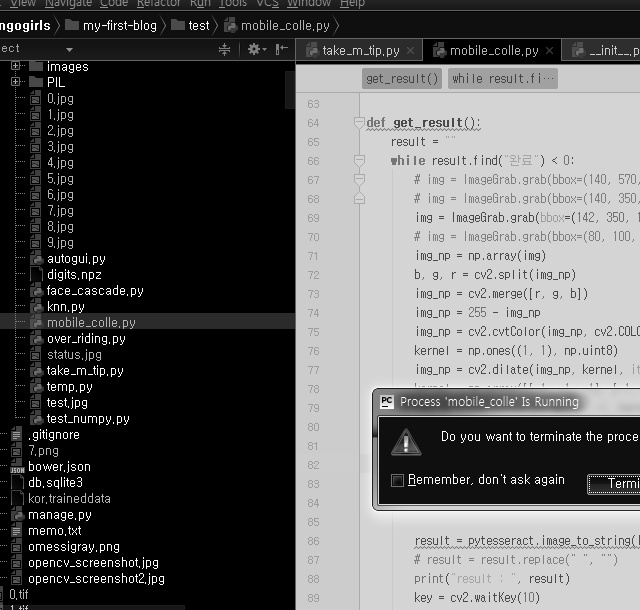 View Navigate Code Refactor Run Tools VCS Window Help
ngogirls my-first-blog test mobile_colle.py
ect
take_m_tip.py mobile_colle.py __init__.p
get_result() while result.fi...
images
PIL
0.jpg
1.jpg
2.jpg
3.jpg
4.jpg
5.jpg
6.jpg
7.jpg
8.jpg
9.jpg
autogui.py
digits.npz
face_cascade.py
knn.py
mobile_colle.py
over_riding.py
status.jpg
take_m_tip.py
temp.py
test.jpg
test_numpy.py
.gitignore
7.png
bower.json
db.sqlite3
kor.traineddata
manage.py
memo.txt
omessigray.png
opencv_screenshot.jpg
opencv_screenshot2.jpg
0.tif
1.tif
63
64 def get_result():
65 result = ""
66 while result.find("완료") < 0:
67 # img = ImageGrab.grab(bbox=(140, 570,
68 # img = ImageGrab.grab(bbox=(140, 350,
69 img = ImageGrab.grab(bbox=(142, 350, 1
70 # img = ImageGrab.grab(bbox=(80, 100,
71 img_np = np.array(img)
72 b, g, r = cv2.split(img_np)
73 img_np = cv2.merge([r, g, b])
74 img_np = 255 - img_np
75 img_np = cv2.cvtColor(img_np, cv2.COLO
76 kernel = np.ones((1, 1), np.uint8)
77 img_np = cv2.dilate(img_np, kernel, it
78
79
80
81
82
83
84
85
86 result = pytesseract.image_to_string(I
87 # result = result.replace(" ", "")
88 print("result : ", result)
89 key = cv2.waitKey(10)
PC Process 'mobile_colle' Is Running
Do you want to terminate the proce
Remember, don't ask again
Termi